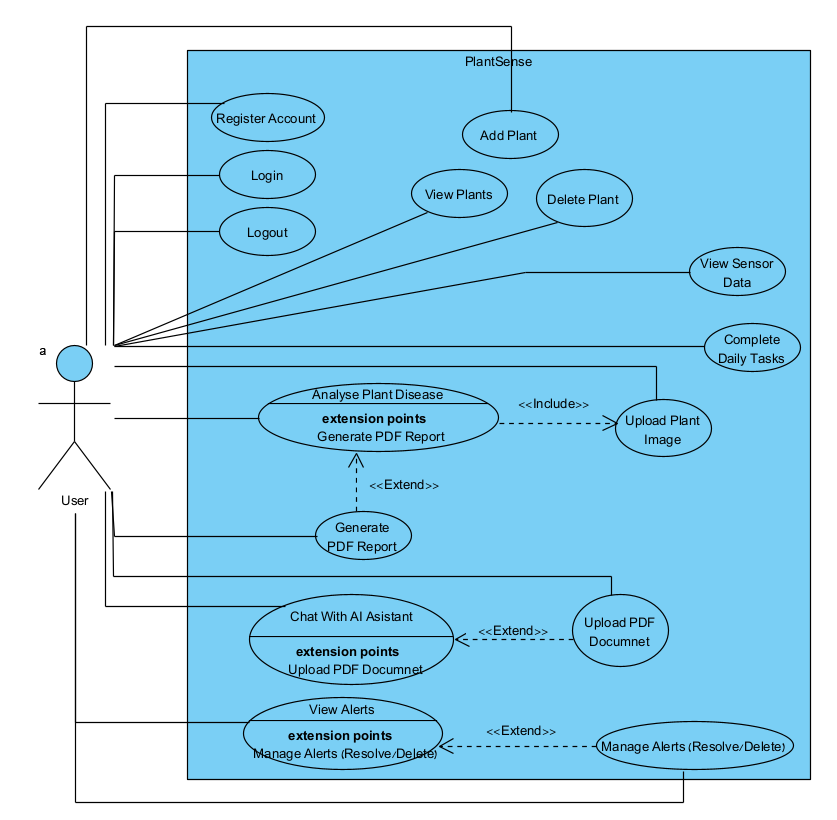 PlantSense
Register Account
Add Plant
Login
View Plants
Delete Plant
Logout
View Sensor
Data
a
Complete
Daily Tasks
Analyse Plant Disease
extension points
Generate PDF Report
<<Include>>
Upload Plant
Image
<<Extend>>
User
Generate
PDF Report
Chat With AI Asistant
extension points
Upload PDF Documnet
<<Extend>>
Upload PDF
Documnet
View Alerts
extension points
Manage Alerts (Resolve/Delete)
<<Extend>>
Manage Alerts (Resolve/Delete)